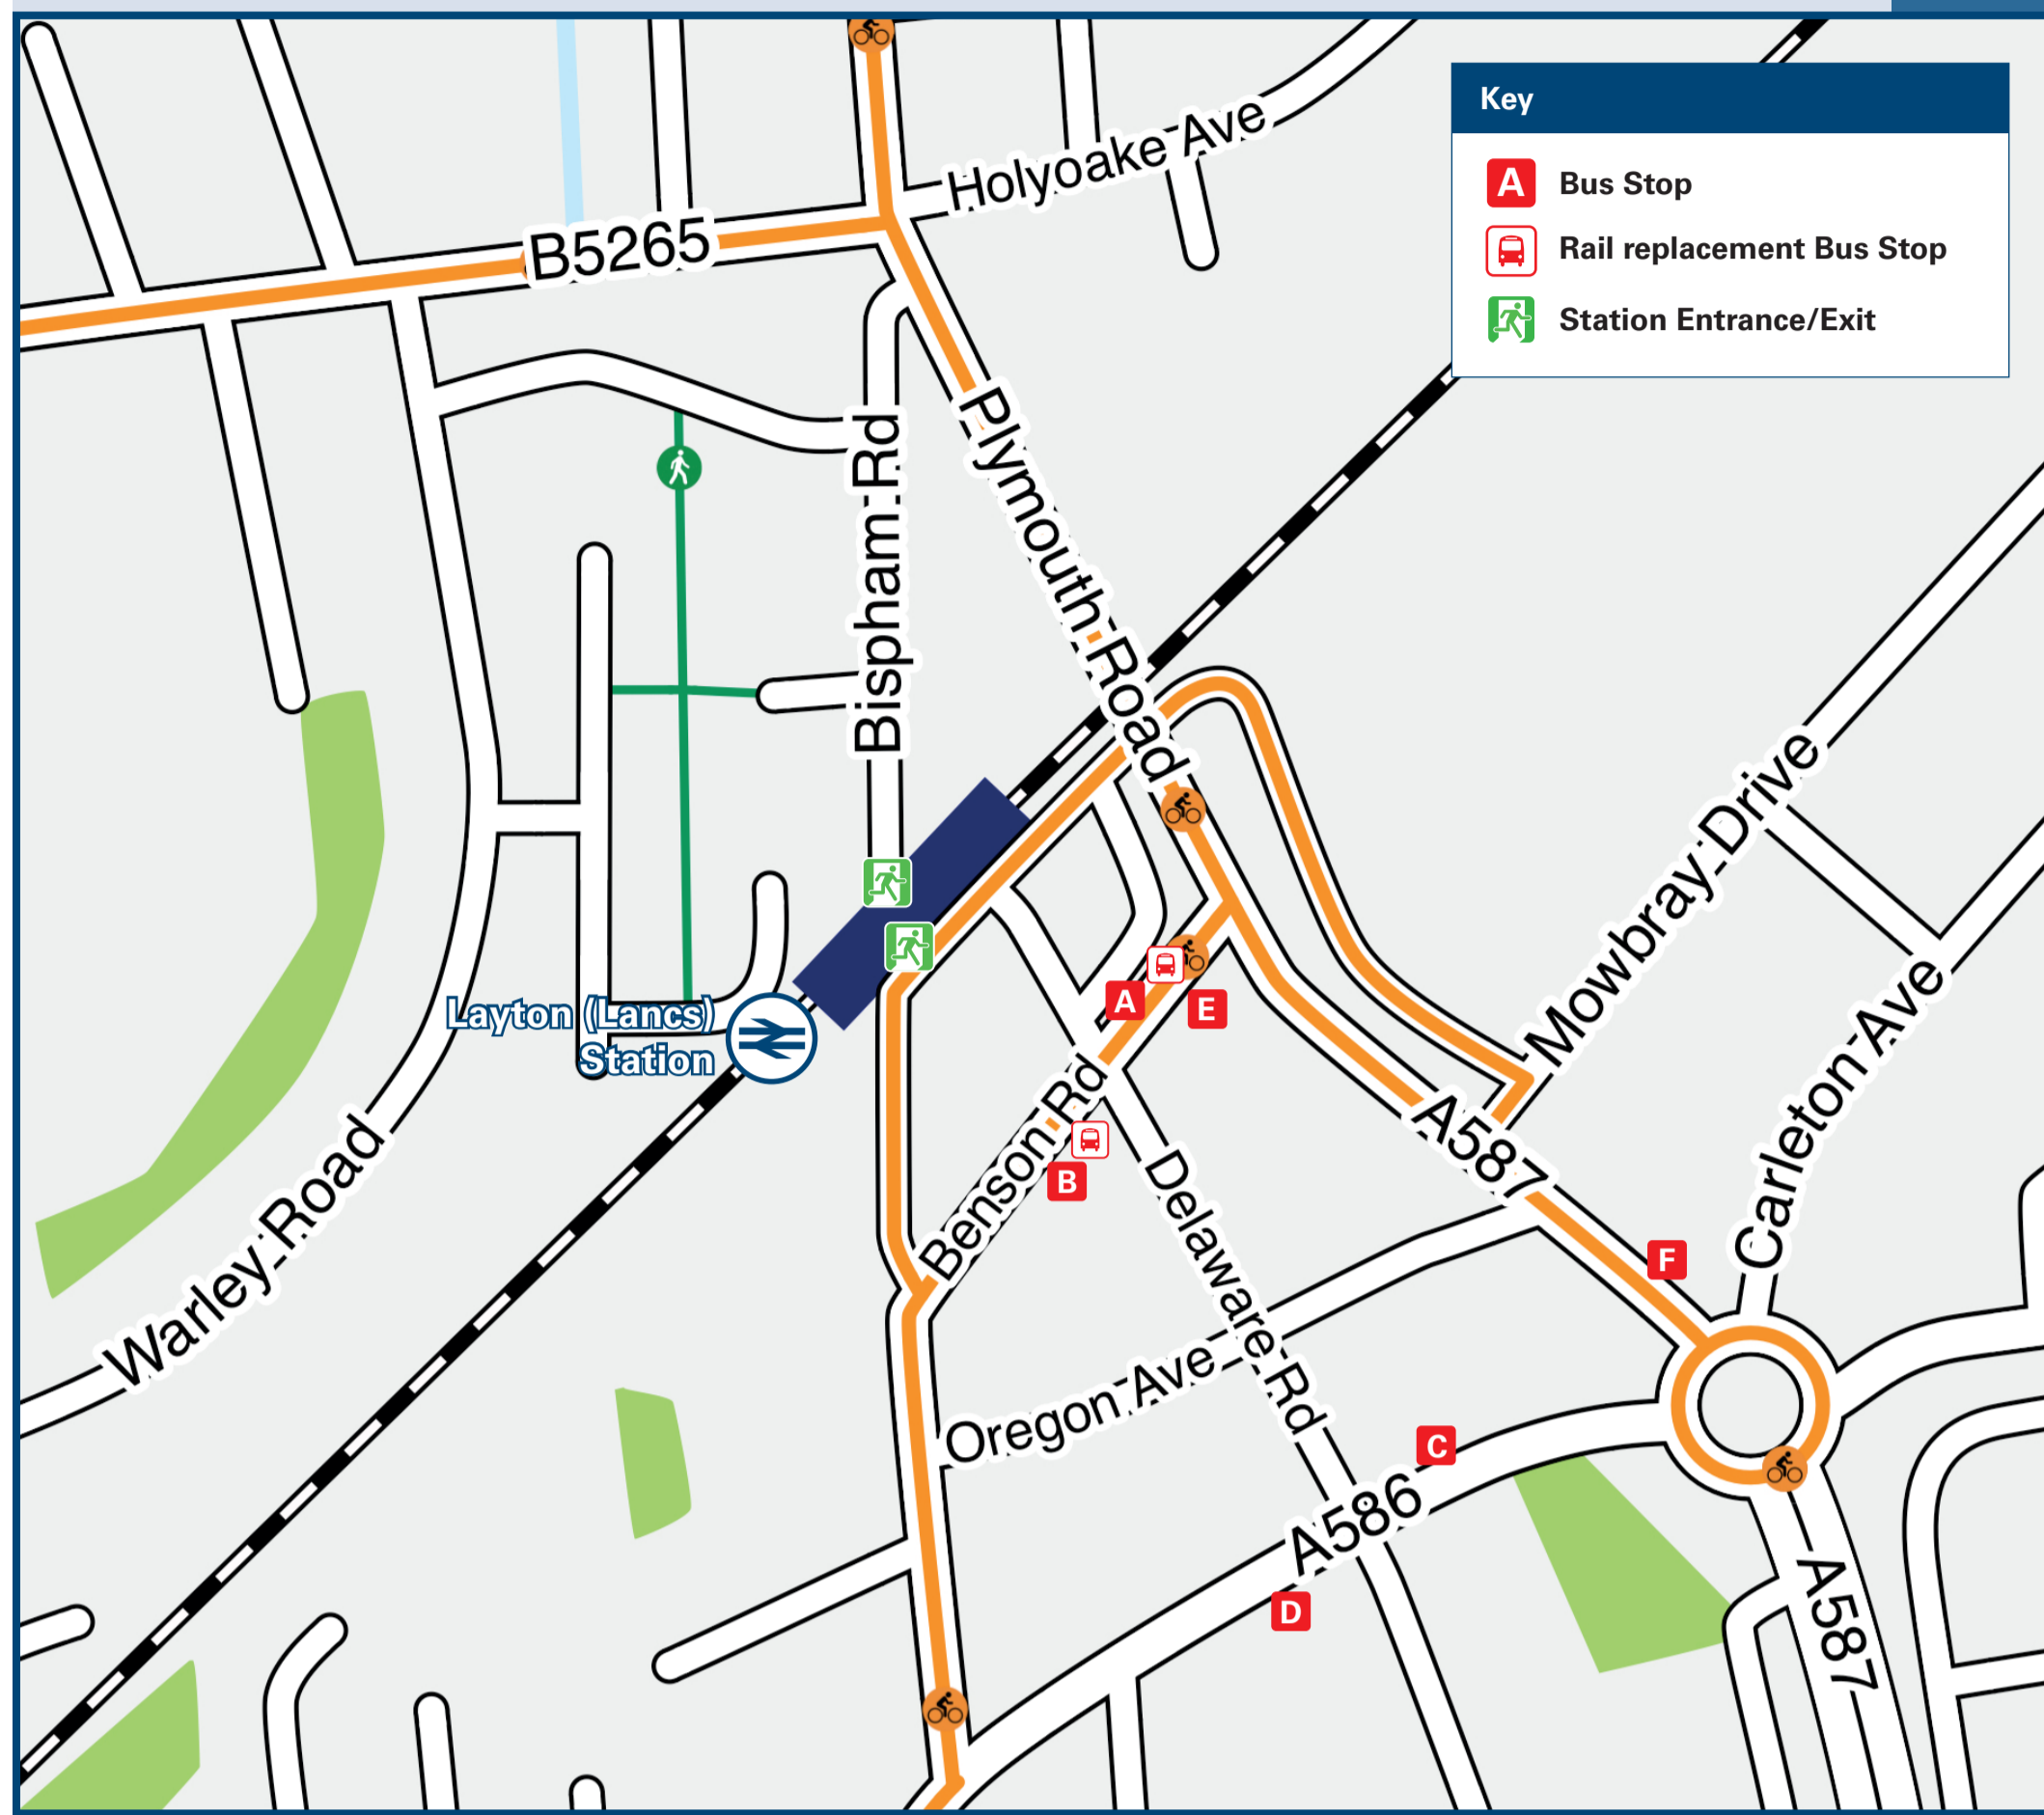 Key
A Bus Stop
Rail replacement Bus Stop
Station Entrance/Exit
Holyoake Ave
B5265
Plymouth Road
Bispham Rd
Mowbray Drive
Carleton Ave
Layton (Lancs)
Station
A
E
Benson Rd
B
A587
Delaware Rd
Warley Road
F
Oregon Ave
C
A586
D
A587